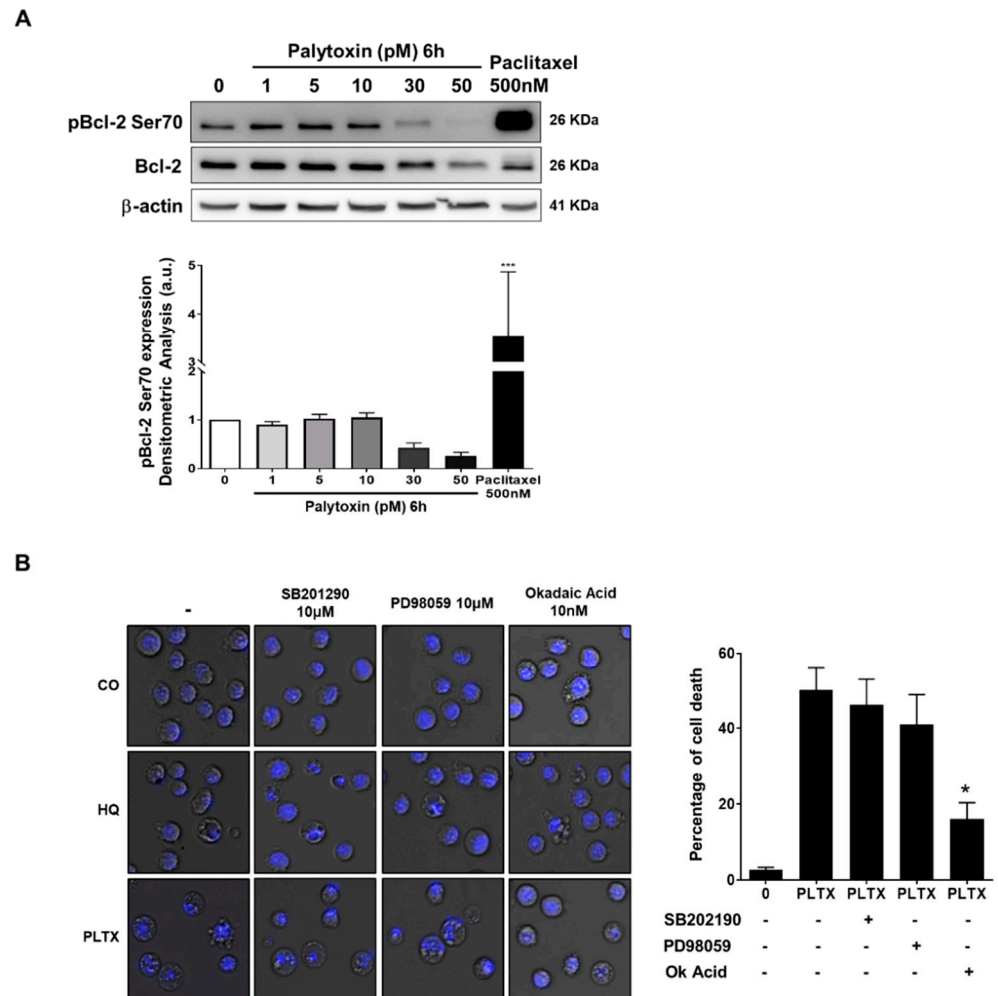 A
Palytoxin (pM) 6h
Paclitaxel
0 1 5 10 30 50 500nM
pBcl-2 Ser70 26 KDa
Bcl-2 26 KDa
β-actin 41 KDa
pBcl-2 Ser70 expression
Densitometric Analysis (a.u.)
5
4
3
2
1
0
***
0 1 5 10 30 50 Paclitaxel
500nM
Palytoxin (pM) 6h
B
- SB201290 PD98059 10µM Okadaic Acid
10µM 10nM
CO
HQ
PLTX
Percentage of cell death
60
40
20
0
*
0 PLTX PLTX PLTX PLTX
SB202190 - - + - -
PD98059 - - - + -
Ok Acid - - - - +